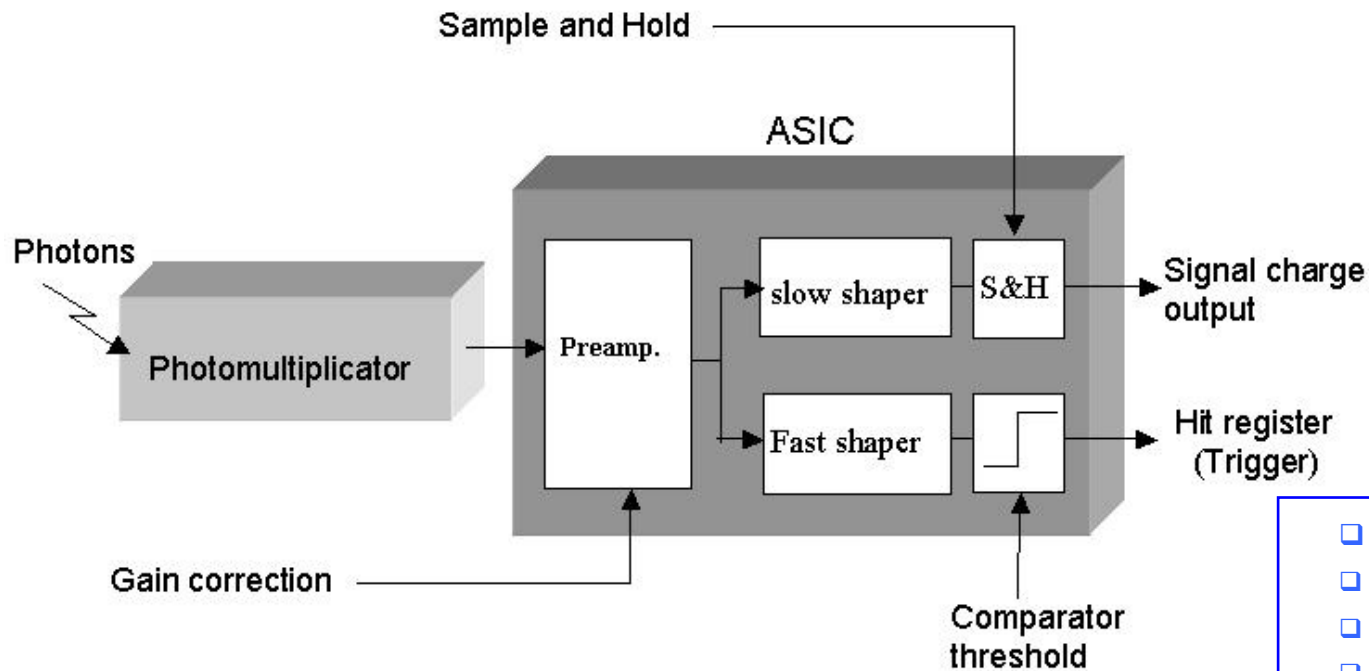 Sample and Hold
ASIC
Photons
Photomultiplicator
Preamp.
slow shaper
S&H
Signal charge
output
Fast shaper
Hit register
(Trigger)
Gain correction
Comparator
threshold